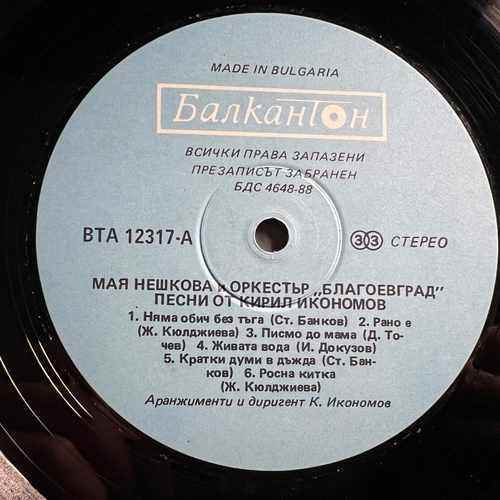 MADE IN BULGARIA
Балкантон
ВСИЧКИ ПРАВА ЗАПАЗЕНИ
ПРЕЗАПИСЪТ ЗАБРАНЕН
БДС 4648-88
ВТА 12317-А
33 СТЕРЕО
МАЯ НЕШКОВА и ОРКЕСТЪР „БЛАГОЕВГРАД"
ПЕСНИ ОТ КИРИЛ ИКОНОМОВ
1. Няма обич без тъга (Ст. Банков) 2. Рано е
(Ж. Кюлджиева) 3. Писмо до мама (Д. То-
чев) 4. Живата вода (И. Докузов)
5. Кратки думи в дъжда (Ст. Бан-
ков) 6. Росна китка
(Ж. Кюлджиева)
Аранжименти и диригент К. Икономов